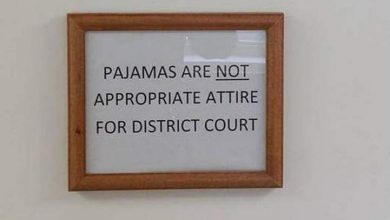 PAJAMAS ARE NOT
APPROPRIATE ATTIRE
FOR DISTRICT COURT